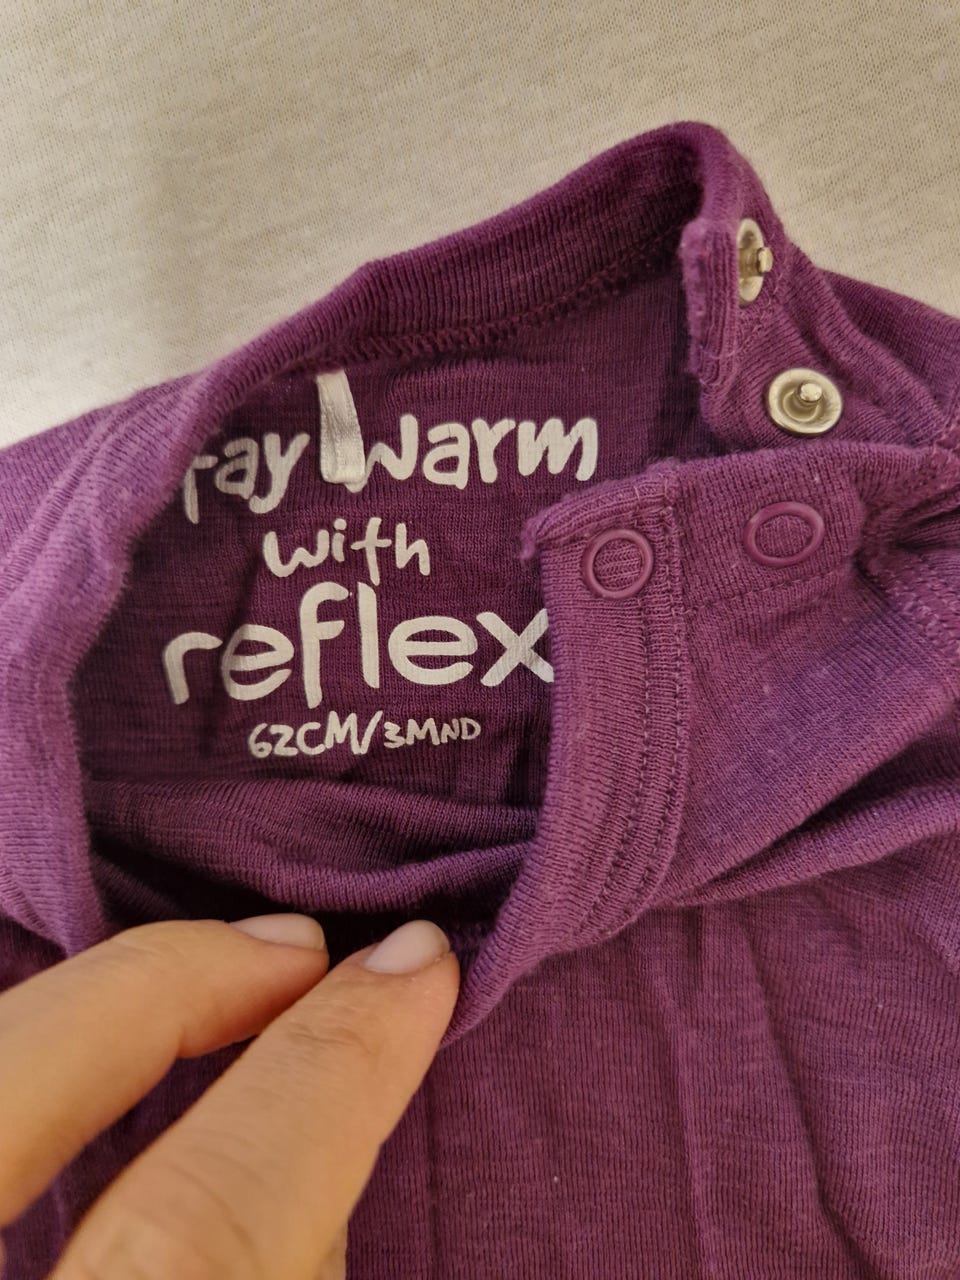 tay Warm
with
reflex
62CM/3MND